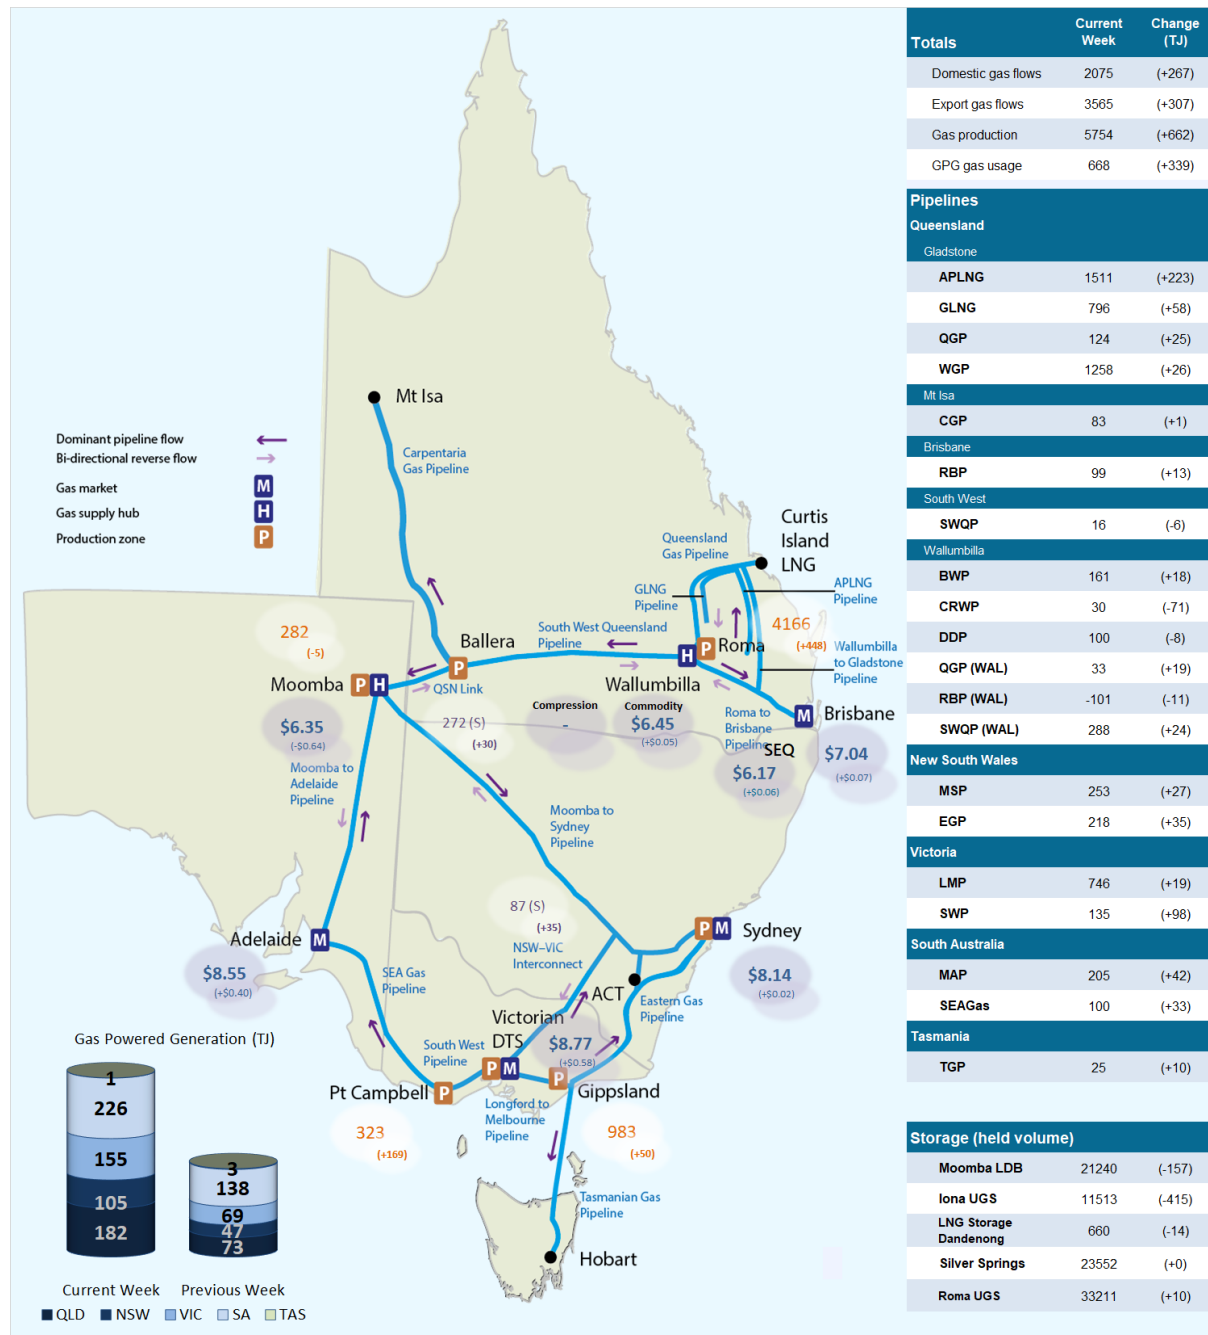 Mt Isa
Dominant pipeline flow
Bi-directional reverse flow
Gas market
M
Gas supply hub
H
Production zone
P
Carpentaria
Gas Pipeline
Curtis
Island
LNG
Queensland
Gas Pipeline
GLNG
Pipeline
APLNG
Pipeline
282
(-5)
Ballera
P
South West Queensland
Pipeline
4166
(+448)
H
P
Roma
Wallumbilla
to Gladstone
Pipeline
Moomba
P
H
QSN Link
Wallumbilla
$6.35
(-$0.64)
272 (S)
(+30)
Compression
-
Commodity
$6.45
(+$0.05)
Roma to
Brisbane
Pipeline
M
Brisbane
SEQ
$6.17
(+$0.06)
$7.04
(+$0.07)
Moomba to
Adelaide
Pipeline
Moomba to
Sydney
Pipeline
87 (S)
(+35)
P
M
Sydney
Adelaide
M
NSW–VIC
Interconnect
$8.55
(+$0.40)
SEA Gas
Pipeline
$8.14
(+$0.02)
ACT
Eastern Gas
Pipeline
Victorian
DTS
$8.77
(+$0.58)
South West
Pipeline
P
M
P
Gippsland
Pt Campbell
P
Longford to
Melbourne
Pipeline
323
(+169)
983
(+50)
Tasmanian Gas
Pipeline
Hobart
Gas Powered Generation (TJ)
1
226
155
105
182
3
138
69
47
73
Current Week
Previous Week
QLD NSW VIC SA TAS
Totals Current Week Change (TJ)
Domestic gas flows 2075 (+267)
Export gas flows 3565 (+307)
Gas production 5754 (+662)
GPG gas usage 668 (+339)
Pipelines
Queensland
Gladstone
APLNG 1511 (+223)
GLNG 796 (+58)
QGP 124 (+25)
WGP 1258 (+26)
Mt Isa
CGP 83 (+1)
Brisbane
RBP 99 (+13)
South West
SWQP 16 (-6)
Wallumbilla
BWP 161 (+18)
CRWP 30 (-71)
DDP 100 (-8)
QGP (WAL) 33 (+19)
RBP (WAL) -101 (-11)
SWQP (WAL) 288 (+24)
New South Wales
MSP 253 (+27)
EGP 218 (+35)
Victoria
LMP 746 (+19)
SWP 135 (+98)
South Australia
MAP 205 (+42)
SEAGas 100 (+33)
Tasmania
TGP 25 (+10)
Storage (held volume)
Moomba LDB 21240 (-157)
Iona UGS 11513 (-415)
LNG Storage
Dandenong 660 (-14)
Silver Springs 23552 (+0)
Roma UGS 33211 (+10)